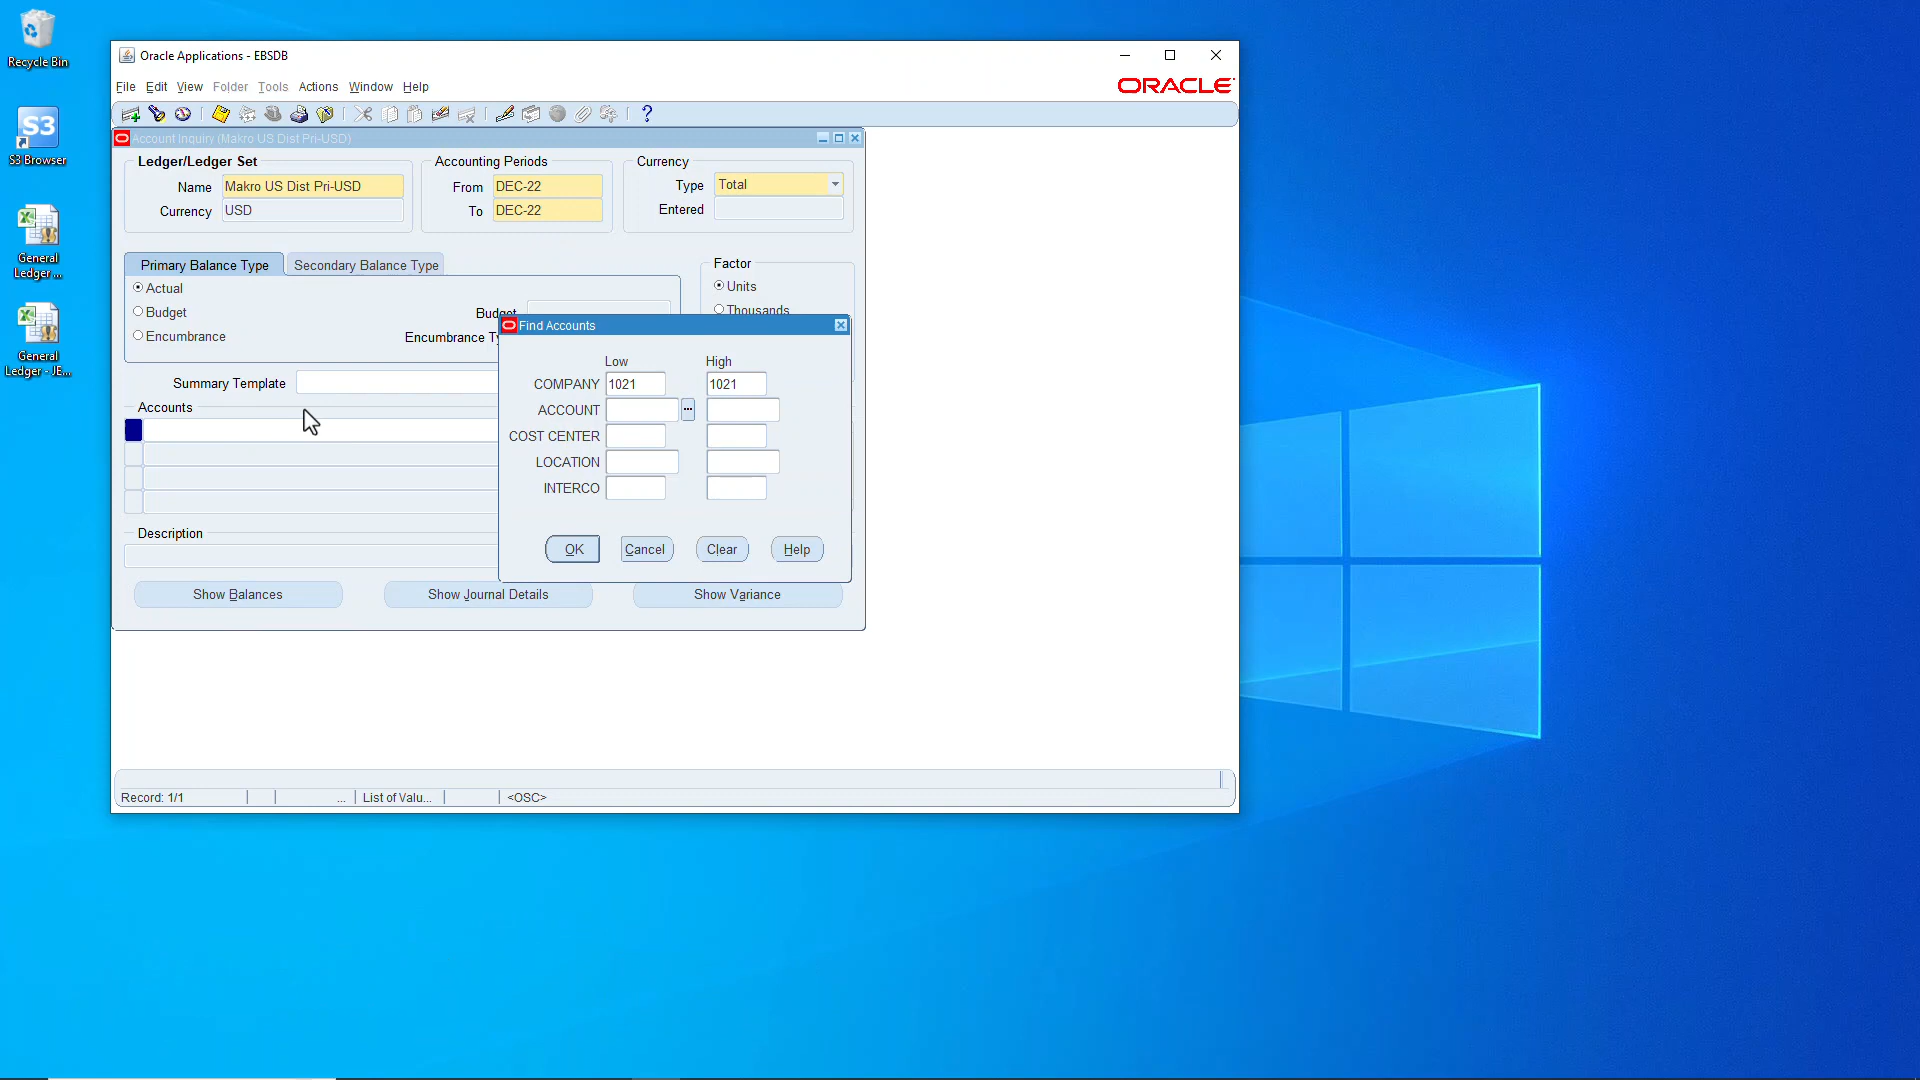 Recycle Bin
S3
S3 Browser
General
Ledger ...
General
Ledger - JE...
Oracle Applications - EBSDB
File Edit View Folder Tools Actions Window Help
ORACLE
Account Inquiry (Makro US Dist Pri-USD)
Ledger/Ledger Set
Name Makro US Dist Pri-USD
Currency USD
Accounting Periods
From DEC-22
To DEC-22
Currency
Type Total
Entered
Primary Balance Type Secondary Balance Type
Actual
Budget Budget
Encumbrance Encumbrance Ty
Factor
Units
Thousands
Summary Template
Accounts
Description
Show Balances Show Journal Details Show Variance
Find Accounts
Low High
COMPANY 1021 1021
ACCOUNT ...
COST CENTER
LOCATION
INTERCO
OK Cancel Clear Help
Record: 1/1 ... List of Valu... <OSC>